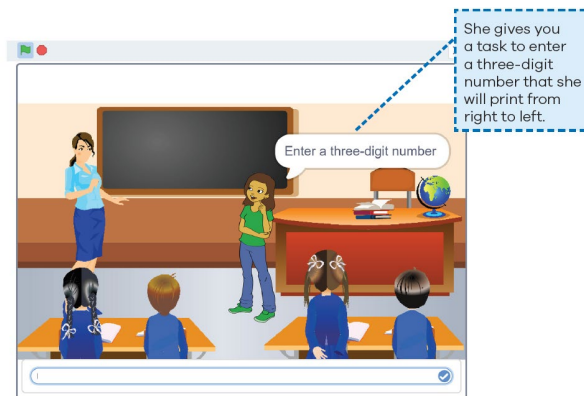 She gives you
a task to enter
a three-digit
number that she
will print from
right to left.
Enter a three-digit number